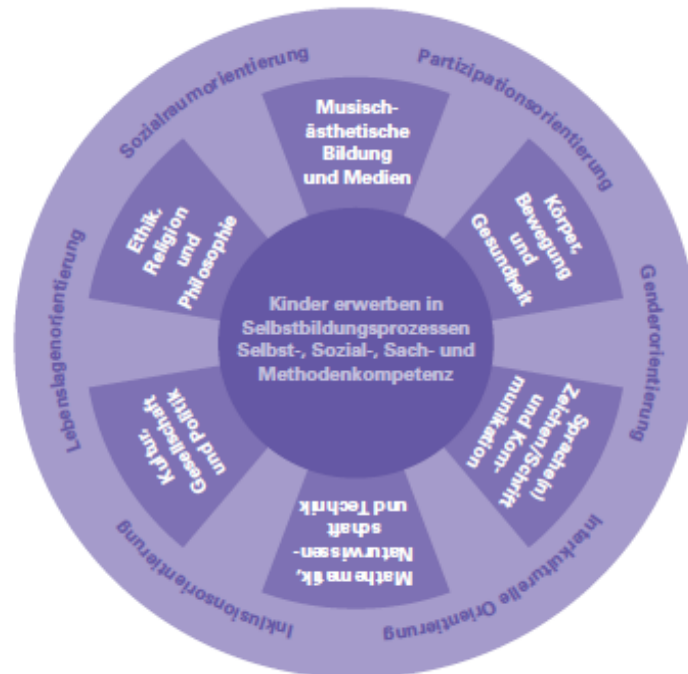 Kinder erwerben in
Selbstbildungsprozessen
Selbst-, Sozial-, Sach- und
Methodenkompetenz
Musisch-
ästhetische
Bildung
und Medien
Körper,
Bewegung
und
Gesundheit
Sprache(n)
Zeichen/Schrift
und Kom-
munikation
Mathematik,
Naturwissen-
schaft
und Technik
Kultur,
Gesellschaft
und Politik
Ethik,
Religion
und
Philosophie
Partizipationsorientierung
Genderorientierung
Interkulturelle Orientierung
Inklusionsorientierung
Lebenslagenorientierung
Sozialraumorientierung